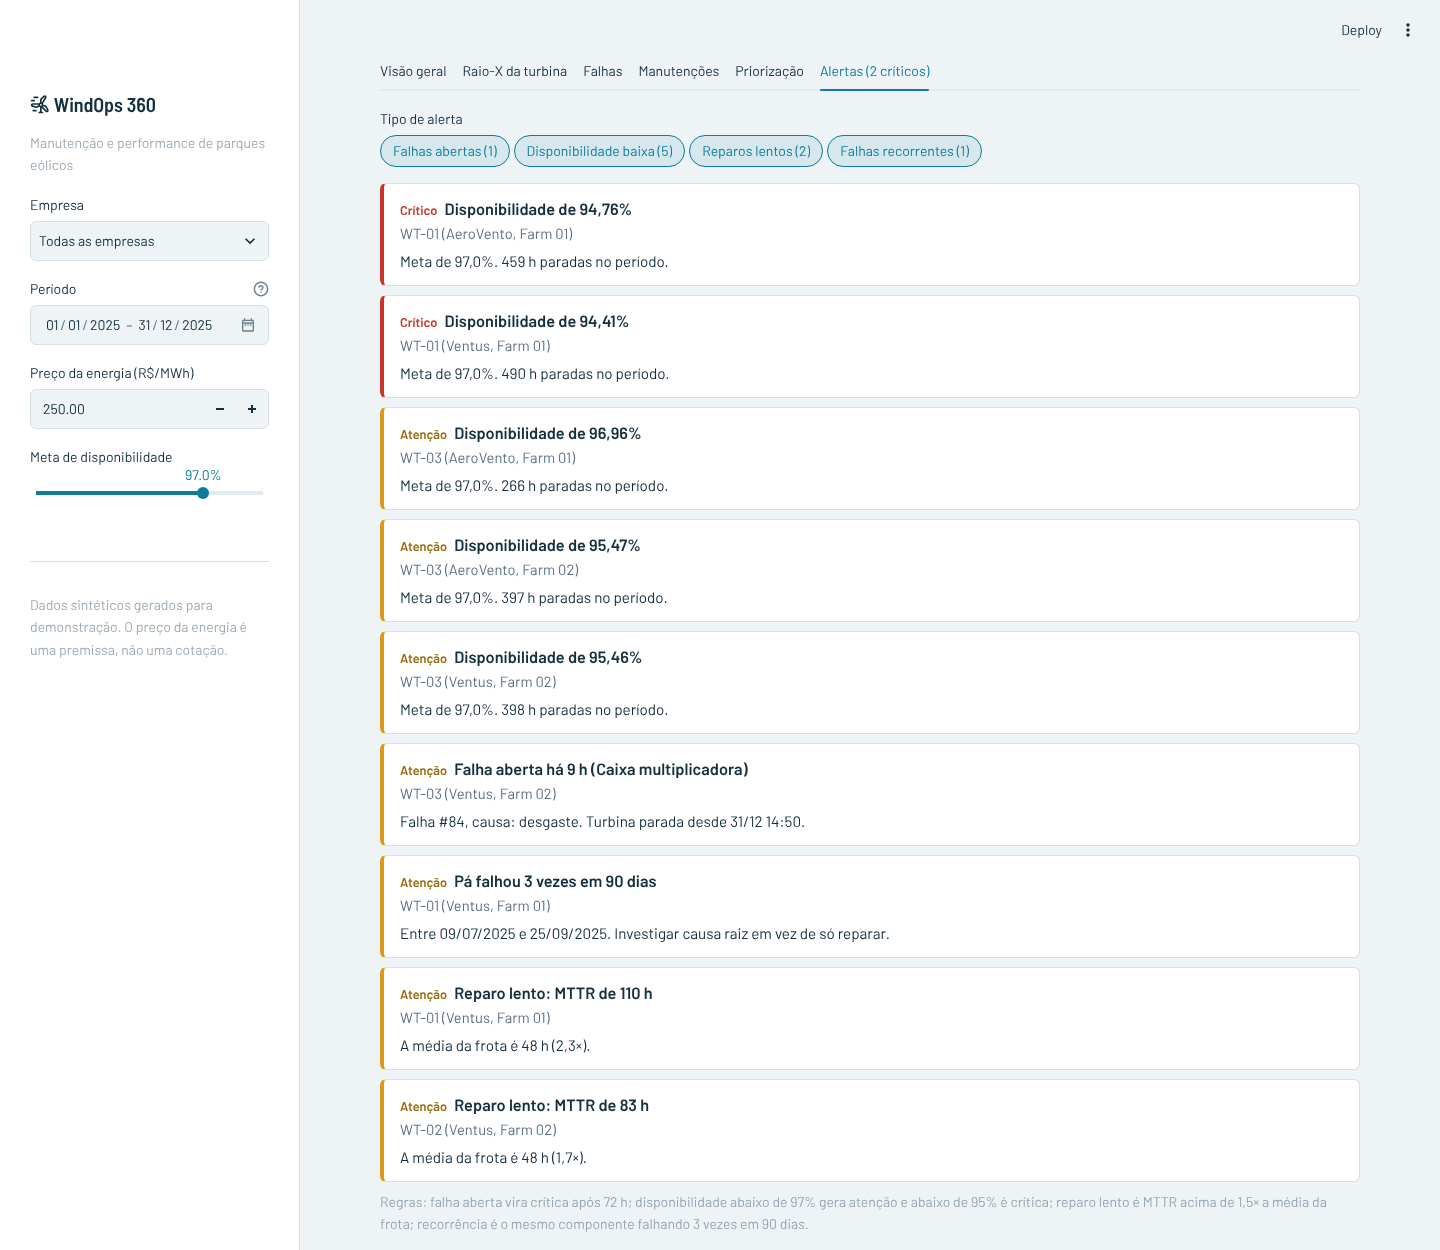 Deploy
WindOps 360
Manutenção e performance de parques
eólicos
Empresa
Todas as empresas
Período
01 / 01 / 2025 – 31 / 12 / 2025
Preço da energia (R$/MWh)
250.00
Meta de disponibilidade
97.0%
Dados sintéticos gerados para
demonstração. O preço da energia é
uma premissa, não uma cotação.
Visão geral
Raio-X da turbina
Falhas
Manutenções
Priorização
Alertas (2 críticos)
Tipo de alerta
Falhas abertas (1)
Disponibilidade baixa (5)
Reparos lentos (2)
Falhas recorrentes (1)
Crítico Disponibilidade de 94,76%
WT-01 (AeroVento, Farm 01)
Meta de 97,0%. 459 h paradas no período.
Crítico Disponibilidade de 94,41%
WT-01 (Ventus, Farm 01)
Meta de 97,0%. 490 h paradas no período.
Atenção Disponibilidade de 96,96%
WT-03 (AeroVento, Farm 01)
Meta de 97,0%. 266 h paradas no período.
Atenção Disponibilidade de 95,47%
WT-03 (AeroVento, Farm 02)
Meta de 97,0%. 397 h paradas no período.
Atenção Disponibilidade de 95,46%
WT-03 (Ventus, Farm 02)
Meta de 97,0%. 398 h paradas no período.
Atenção Falha aberta há 9 h (Caixa multiplicadora)
WT-03 (Ventus, Farm 02)
Falha #84, causa: desgaste. Turbina parada desde 31/12 14:50.
Atenção Pá falhou 3 vezes em 90 dias
WT-01 (Ventus, Farm 01)
Entre 09/07/2025 e 25/09/2025. Investigar causa raiz em vez de só reparar.
Atenção Reparo lento: MTTR de 110 h
WT-01 (Ventus, Farm 01)
A média da frota é 48 h (2,3×).
Atenção Reparo lento: MTTR de 83 h
WT-02 (Ventus, Farm 02)
A média da frota é 48 h (1,7×).
Regras: falha aberta vira crítica após 72 h; disponibilidade abaixo de 97% gera atenção e abaixo de 95% é crítica; reparo lento é MTTR acima de 1,5× a média da
frota; recorrência é o mesmo componente falhando 3 vezes em 90 dias.